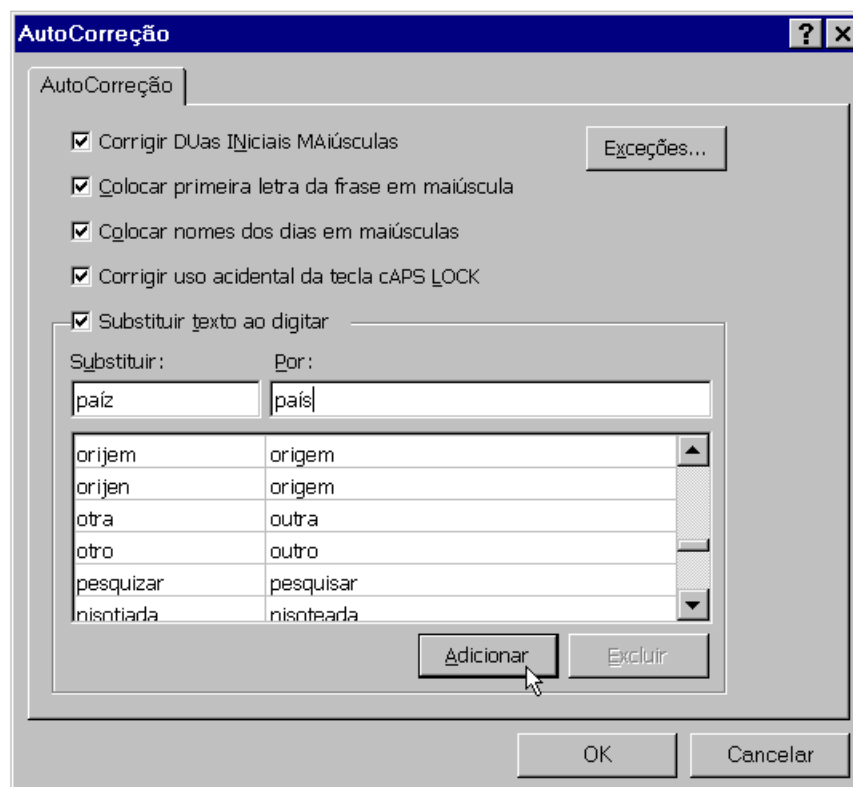 AutoCorreção
AutoCorreção
Corrigir DUas INiciais MAiúsculas
Exceções...
Colocar primeira letra da frase em maiúscula
Colocar nomes dos dias em maiúsculas
Corrigir uso acidental da tecla cAPS LOCK
Substituir texto ao digitar
Substituir: Por:
paíz país
orijem origem
orijen origem
otra outra
otro outro
pesquizar pesquisar
pisotiada pisoteada
Adicionar Excluir
OK Cancelar